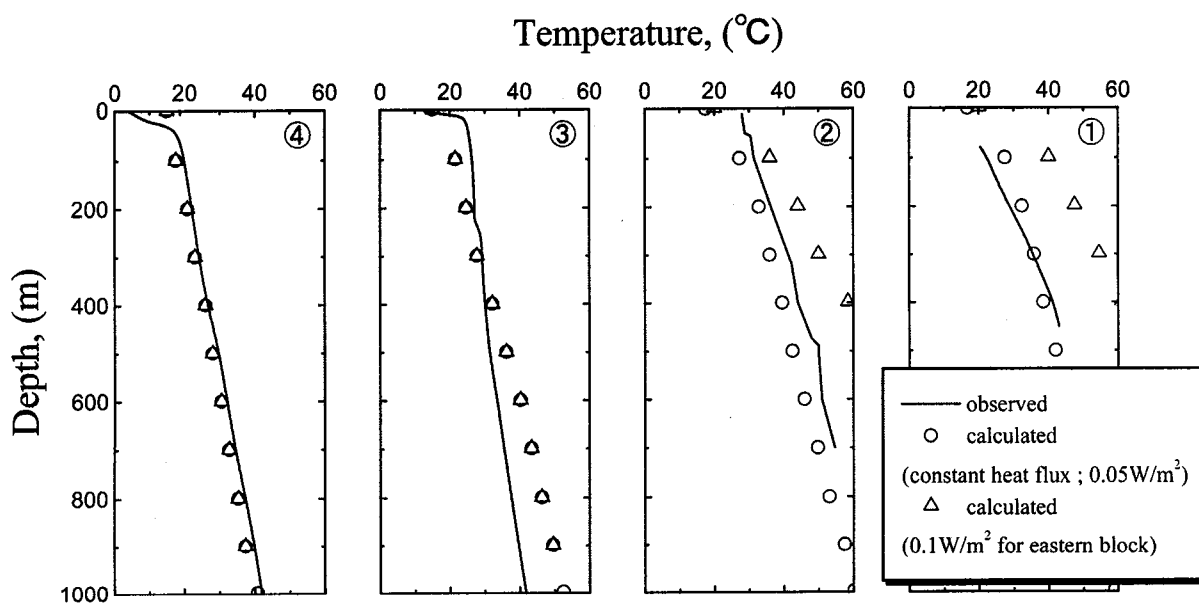 Temperature, (°C)
0 20 40 60
0 20 40 60
0 20 40 60
0 20 40 60
0
200
400
600
800
1000
Depth, (m)
④
③
②
①
observed
calculated
(constant heat flux ; 0.05W/m²)
calculated
(0.1W/m² for eastern block)